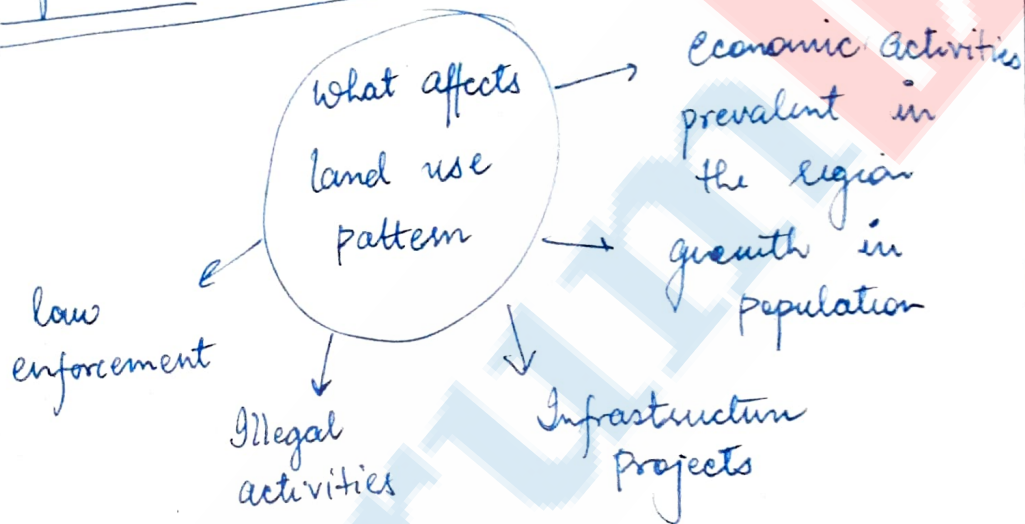 What affects
land use
pattern
economic activities
prevalent in
the region
growth in
population
Infrastructure
projects
Illegal
activities
law
enforcement